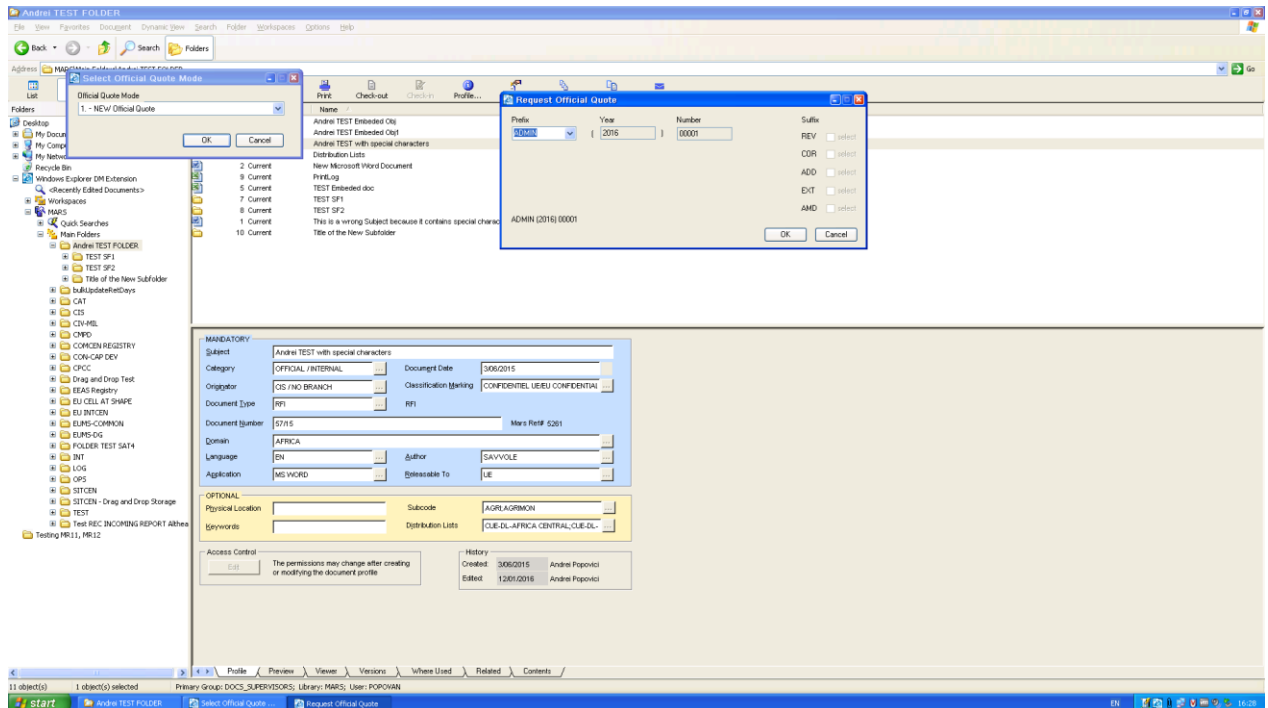 Andrei TEST FOLDER
File View Favorites Document Dynamic View Search Folder Workspaces Options Help
Back Search Folders
Address Go
Select Official Quote Mode
Official Quote Mode
1. - NEW Official Quote
OK Cancel
List Print Check-out Check-in Profile...
Request Official Quote
Prefix Year Number Suffix
ADMIN ( 2016 ) 00001
REV select
COR select
ADD select
EXT select
AMD select
ADMIN (2016) 00001
OK Cancel
Folders
Desktop
My Docum
My Comp
My Netwo
Recycle Bin
Windows Explorer DM Extension
<Recently Edited Documents>
Workspaces
MARS
Quick Searches
Main Folders
Andrei TEST FOLDER
TEST SF1
TEST SF2
Title of the New Subfolder
bulkUpdateRetDays
CAT
CIS
CIV-MIL
CMPD
COMCEN REGISTRY
CON-CAP DEV
CPCC
Drag and Drop Test
EEAS Registry
EU CELL AT SHAPE
EU INTCEN
EUMS-COMMON
EUMS-DG
FOLDER TEST SAT4
INT
LOG
OPS
SITCEN
SITCEN - Drag and Drop Storage
TEST
Test REC INCOMING REPORT Althea
Testing MR11, MR12
Name
Andrei TEST Embeded Obj
Andrei TEST Embeded Obj1
Andrei TEST with special characters
Distribution Lists
2 Current New Microsoft Word Document
9 Current PrintLog
5 Current TEST Embeded doc
7 Current TEST SF1
8 Current TEST SF2
1 Current This is a wrong Subject because it contains special charac
10 Current Title of the New Subfolder
MANDATORY
Subject Andrei TEST with special characters
Category OFFICIAL / INTERNAL ... Document Date 3/06/2015
Originator CIS / NO BRANCH ... Classification Marking CONFIDENTIEL UE/EU CONFIDENTIAL ...
Document Type RFI ... RFI
Document Number 57/15 Mars Ref# 5261
Domain AFRICA ...
Language EN ... Author SAVVOLE ...
Application MS WORD ... Releasable To UE ...
OPTIONAL
Physical Location Subcode AGRI;AGRIMON ...
Keywords Distribution Lists CUE-DL-AFRICA CENTRAL;CUE-DL- ...
Access Control
Edit The permissions may change after creating
or modifying the document profile
History
Created: 3/06/2015 Andrei Popovici
Edited: 12/01/2016 Andrei Popovici
Profile Preview Viewer Versions Where Used Related Contents
11 object(s) 1 object(s) selected Primary Group: DOCS_SUPERVISORS; Library: MARS; User: POPOVAN
start Andrei TEST FOLDER Select Official Quote ... Request Official Quote EN 16:28